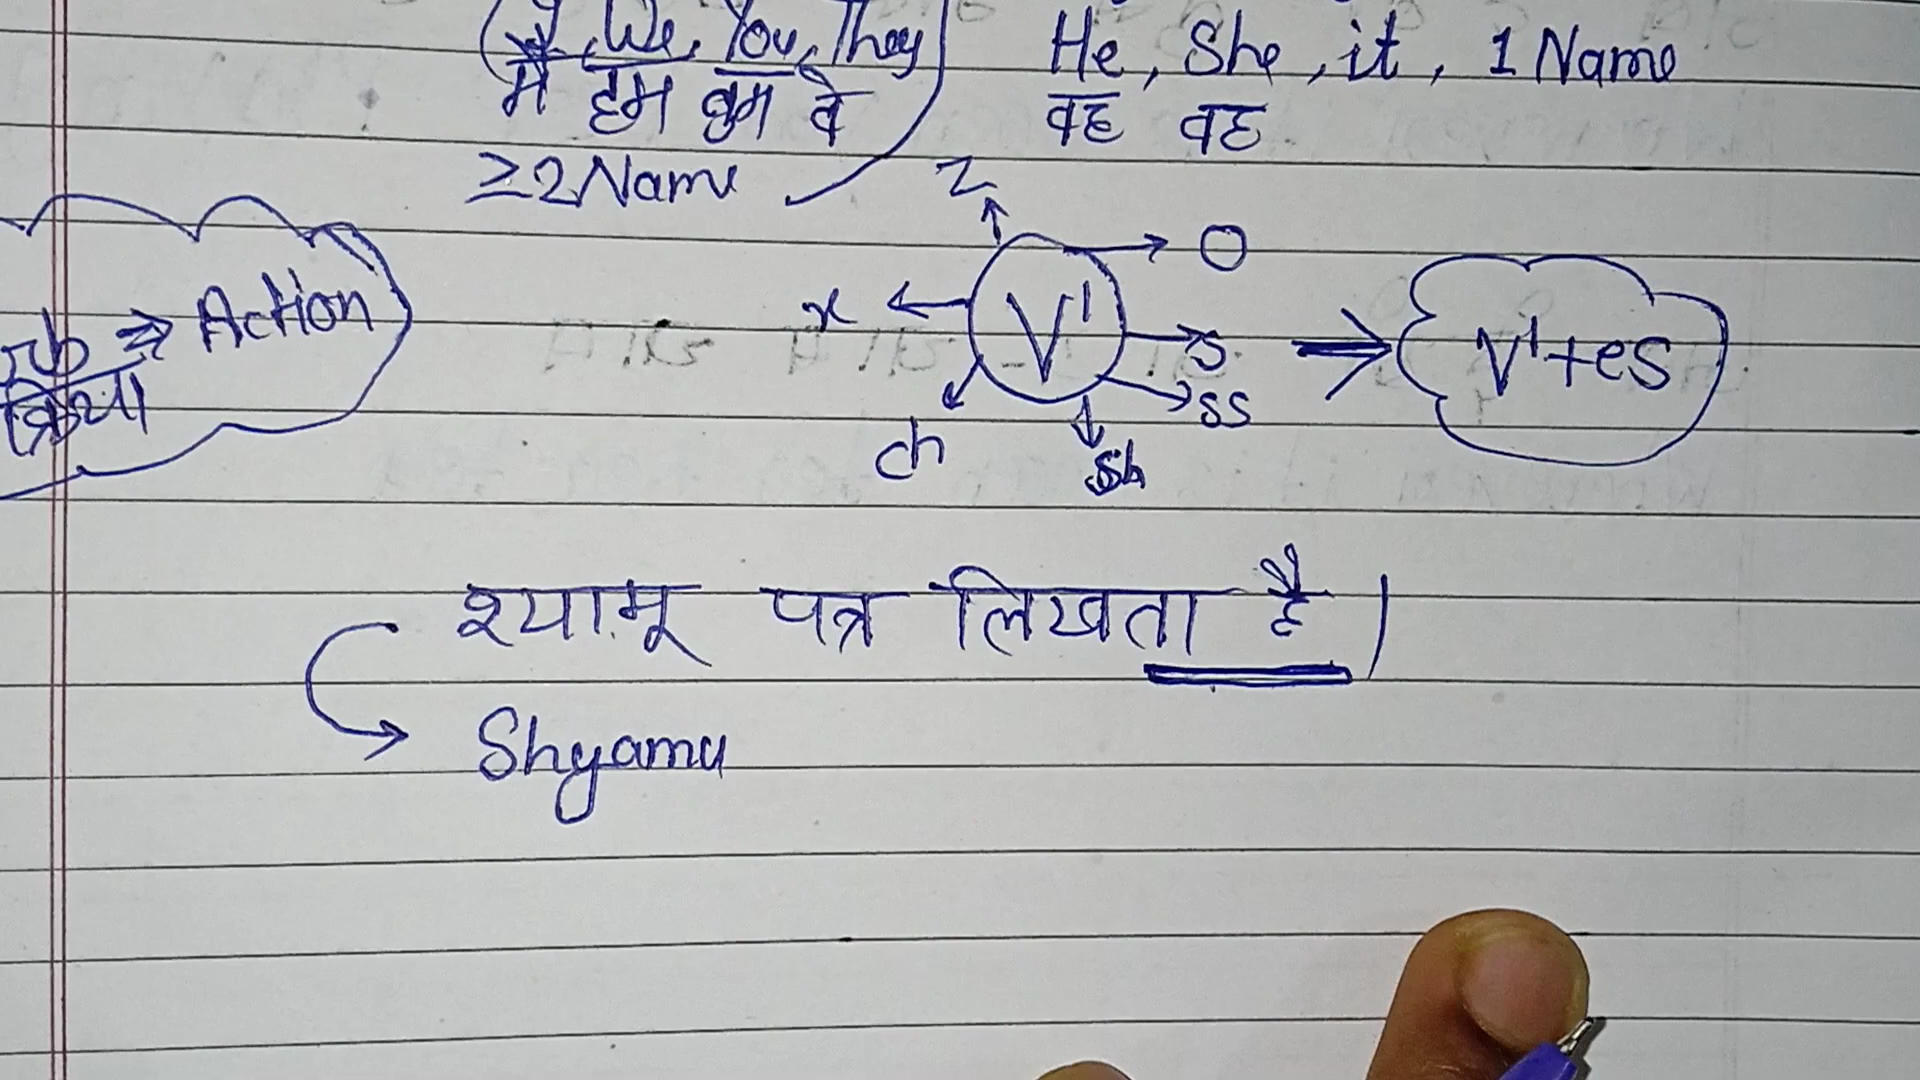 I, We, You, They He, She, it, 1 Name
मैं हम तुम वे वह वह
≥2 Name
Z
O
Action
x V¹ S V¹+es
क्रिया
ss
ch sh
श्यामू पत्र लिखता है।
Shyamu